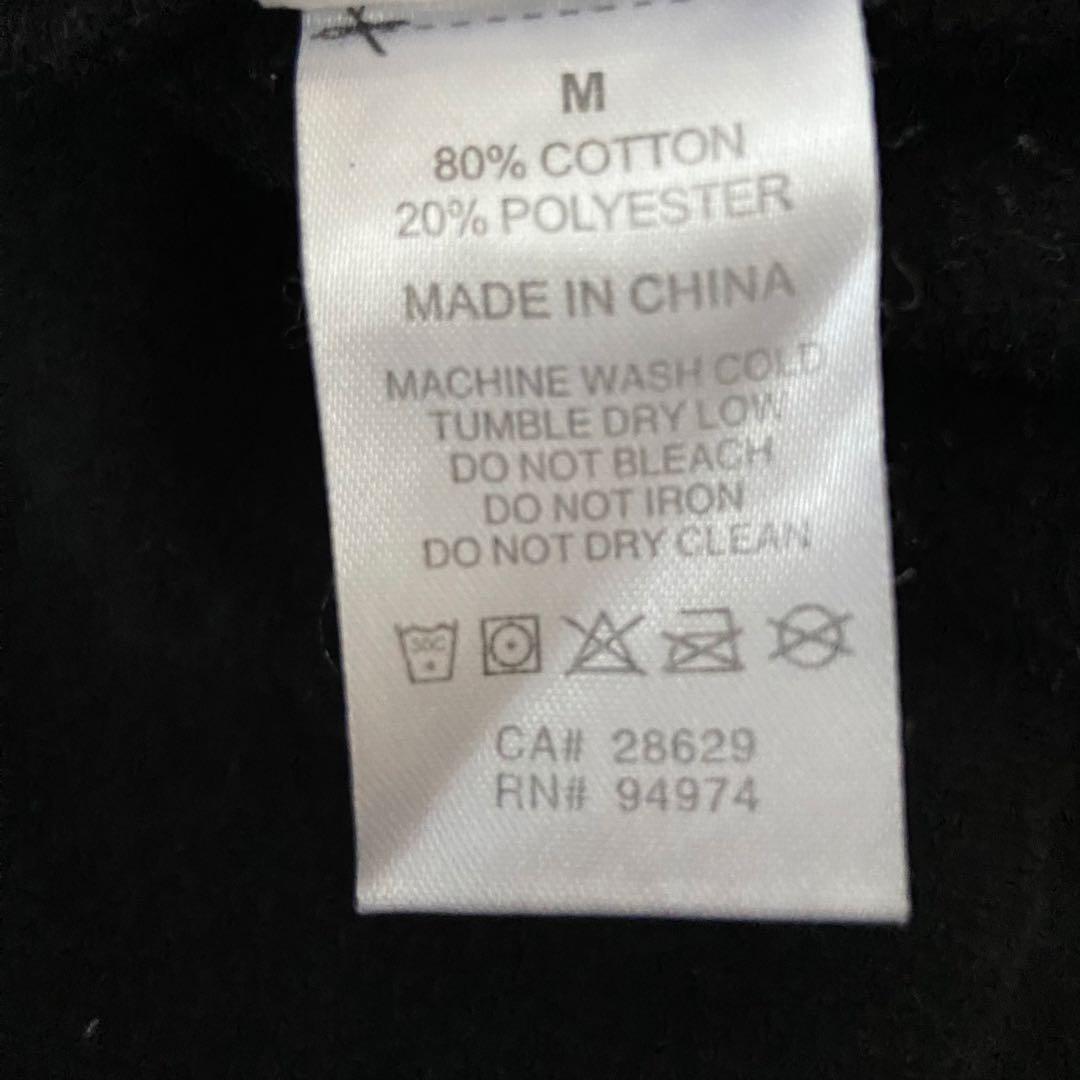 M
80% COTTON
20% POLYESTER
MADE IN CHINA
MACHINE WASH COLD
TUMBLE DRY LOW
DO NOT BLEACH
DO NOT IRON
DO NOT DRY CLEAN
30C
CA# 28629
RN# 94974